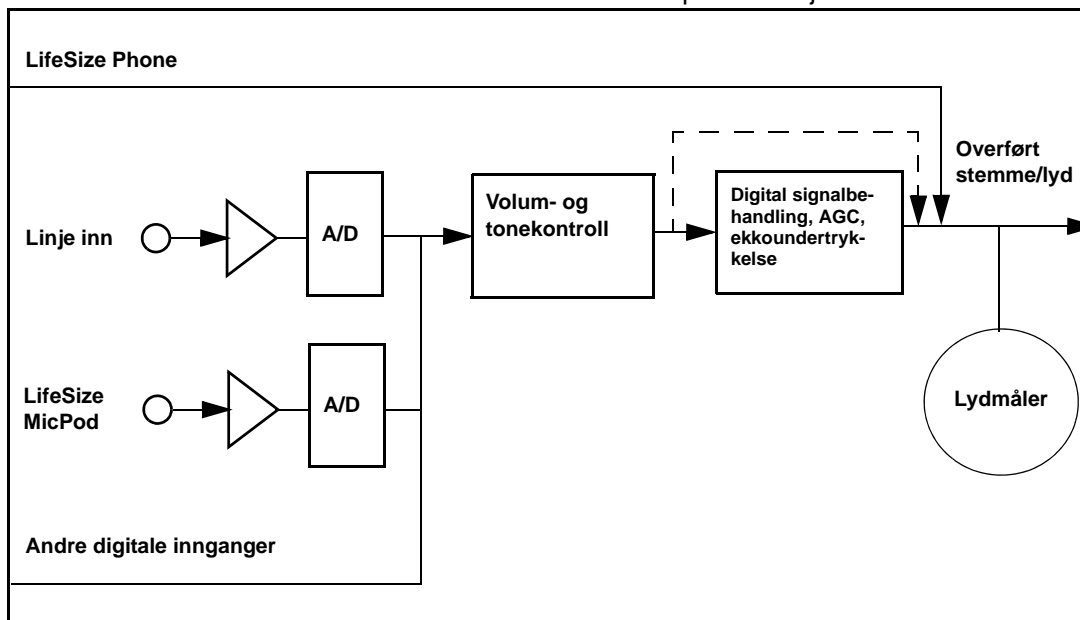 LifeSize Phone
Overført
stemme/lyd
Volum- og
tonekontroll
Digital signalbe-
handling, AGC,
ekkoundertryk-
kelse
Linje inn
A/D
LifeSize
MicPod
A/D
Lydmåler
Andre digitale innganger